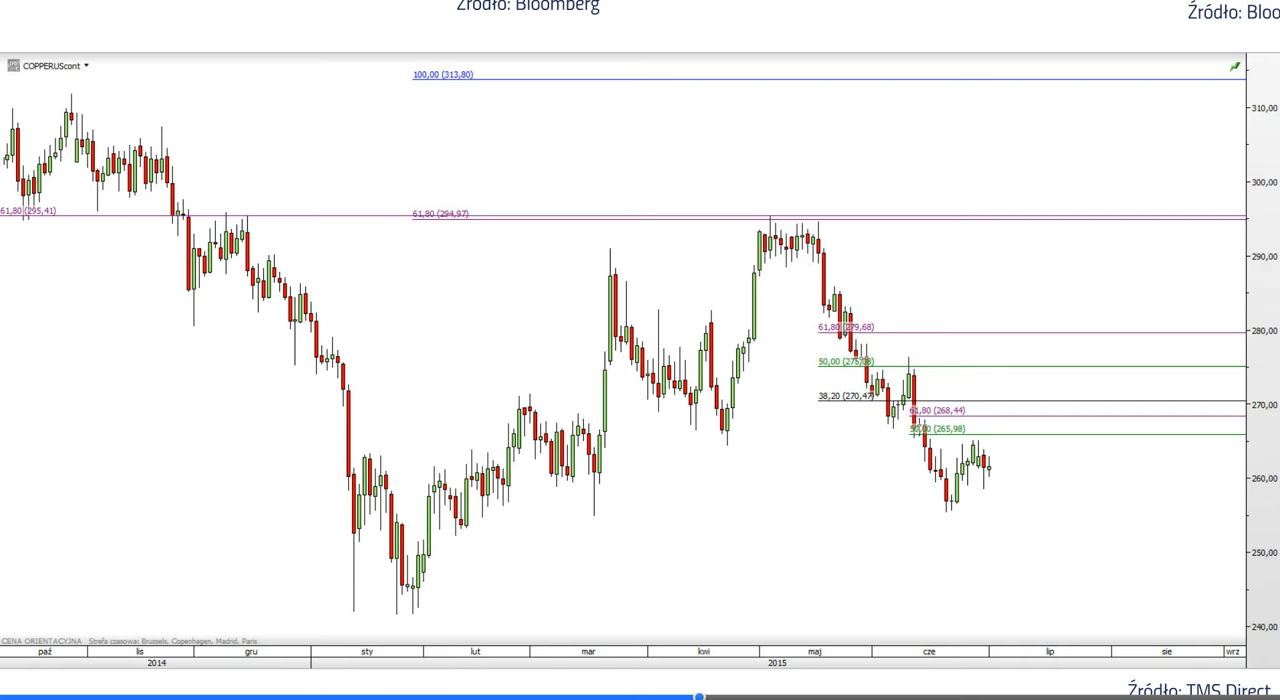 Źródło: Bloomberg
Źródło: Bloo
COPPERUScont
100,00 (313,80)
310,00
300,00
61,80 (295,41)
61,80 (294,97)
290,00
61,80 (279,68)
280,00
50,00 (275,08)
38,20 (270,47)
270,00
61,80 (268,44)
50,00 (265,98)
260,00
250,00
240,00
CENA ORIENTACYJNA Strefa czasowa: Brussels, Copenhagen, Madrid, Paris
paź lis gru sty lut mar kwi maj cze lip sie wrz
2014 2015
Źródło: TMS Direct